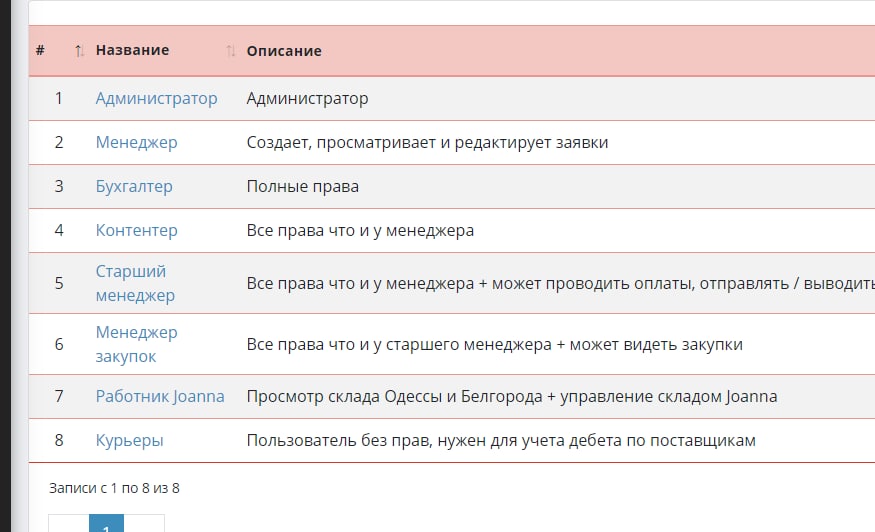 # Название Описание
1 Администратор Администратор
2 Менеджер Создает, просматривает и редактирует заявки
3 Бухгалтер Полные права
4 Контентер Все права что и у менеджера
5 Старший менеджер Все права что и у менеджера + может проводить оплаты, отправлять / выводить
6 Менеджер закупок Все права что и у старшего менеджера + может видеть закупки
7 Работник Joanna Просмотр склада Одессы и Белгорода + управление складом Joanna
8 Курьеры Пользователь без прав, нужен для учета дебета по поставщикам
Записи с 1 по 8 из 8
1